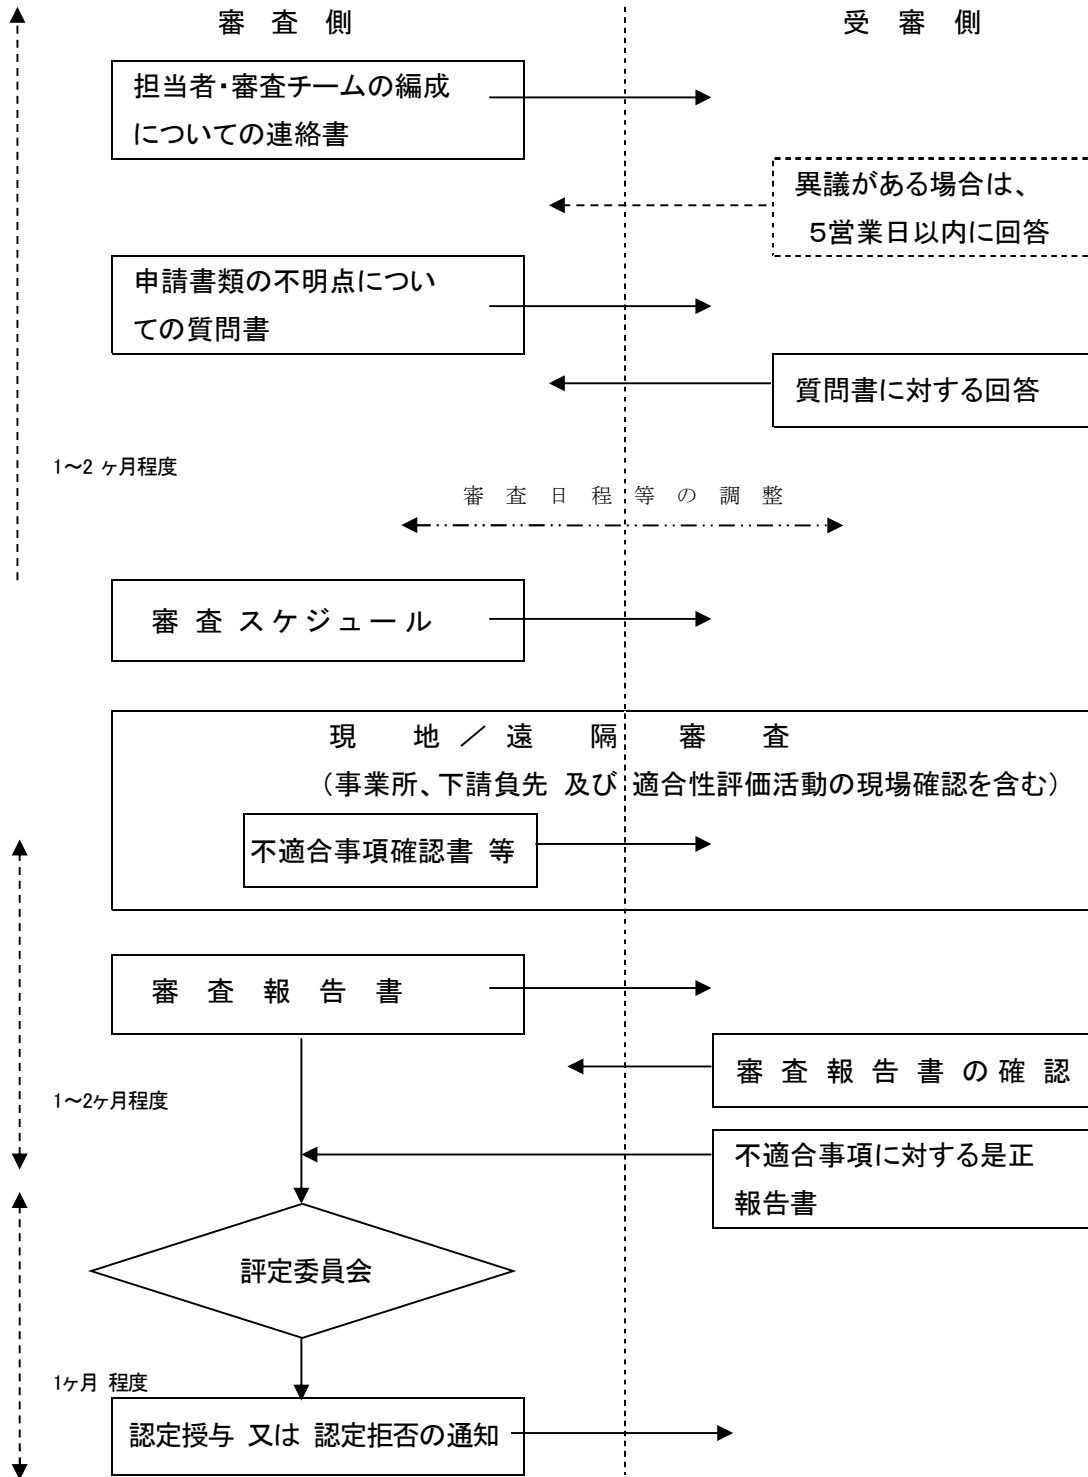 審 査 側
受 審 側
担当者・審査チームの編成
についての連絡書
異議がある場合は、
5営業日以内に回答
申請書類の不明点につい
ての質問書
質問書に対する回答
1～2 ヶ月程度
審 査 日 程 等 の 調 整
審 査 スケジュール
現 地 ／ 遠 隔 審 査
（事業所、下請負先 及び 適合性評価活動の現場確認を含む）
不適合事項確認書 等
審 査 報 告 書
審 査 報 告 書 の 確 認
1～2ヶ月程度
不適合事項に対する是正
報告書
評定委員会
1ヶ月 程度
認定授与 又は 認定拒否の通知